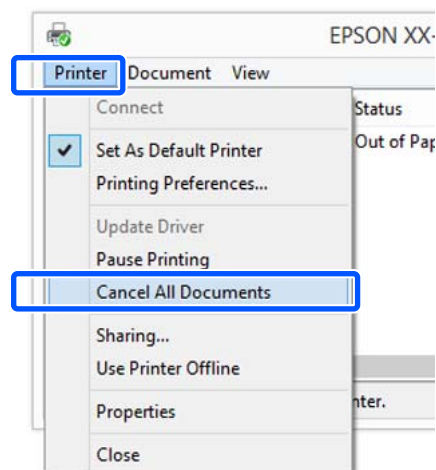 EPSON XX-
Printer Document View
Connect
Status
Set As Default Printer
Out of Pap
Printing Preferences...
Update Driver
Pause Printing
Cancel All Documents
Sharing...
Use Printer Offline
Properties
nter.
Close